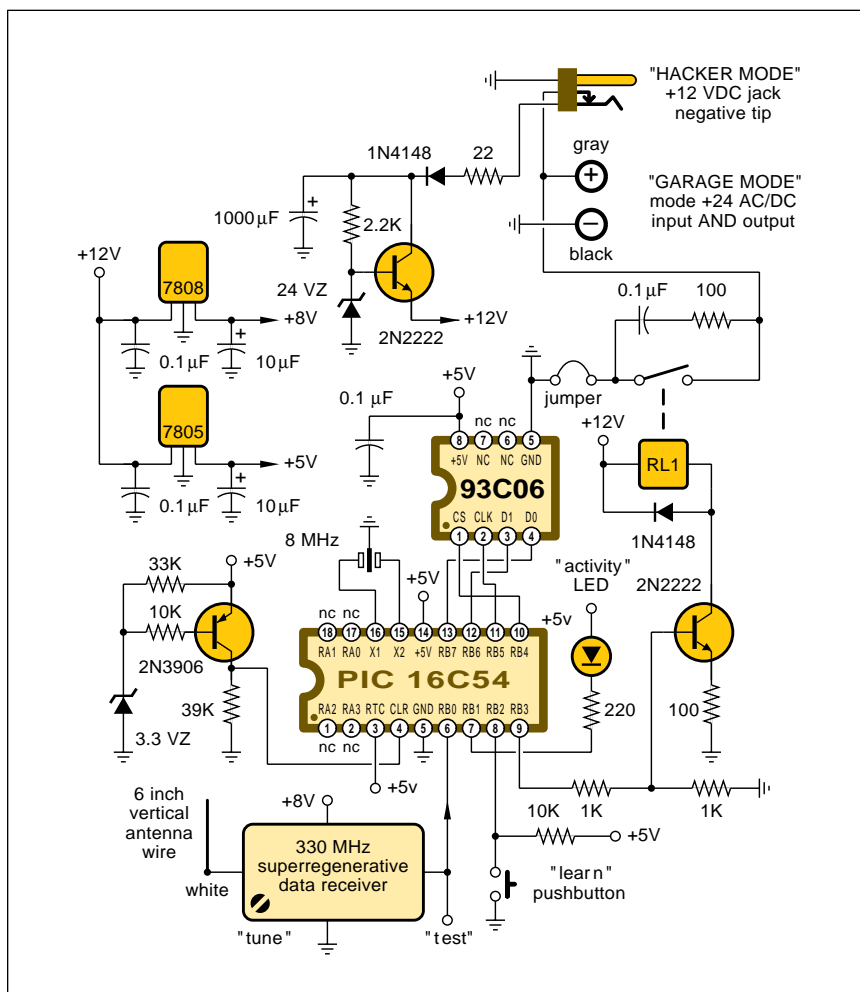 "HACKER MODE"
+12 VDC jack
negative tip
1N4148
22
gray
+
"GARAGE MODE"
mode +24 AC/DC
input AND output
−
black
1000µF
+
2.2K
24 VZ
2N2222
+12V
+12V
7808
+8V
+
0.1µF
10µF
7805
+5V
+
0.1µF
10µF
0.1µF
100
jumper
+5V
0.1 µF
nc nc
8 7 6 5
+5V NC NC GND
93C06
CS CLK D1 D0
1 2 3 4
+12V
RL1
1N4148
8 MHz
33K
+5V
10K
2N3906
39K
3.3 VZ
+5V
"activity"
LED
+5v
2N2222
nc nc
18 17 16 15 14 13 12 11 10
RA1 RA0 X1 X2 +5V RB7 RB6 RB5 RB4
PIC 16C54
RA2 RA3 RTC CLR GND RB0 RB1 RB2 RB3
1 2 3 4 5 6 7 8 9
nc nc
+5v
220
100
1K
1K
10K
+5V
"learn"
pushbutton
6 inch
vertical
antenna
wire
white
+8V
330 MHz
superregenerative
data receiver
"tune"
"test"